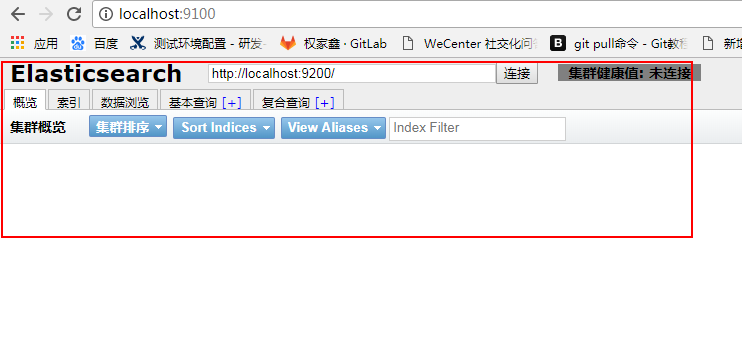 localhost:9100
应用 百度 测试环境配置 - 研发 权家鑫 · GitLab WeCenter 社交化问 git pull命令 - Git教 新增
Elasticsearch http://localhost:9200/ 连接 集群健康值: 未连接
概览 索引 数据浏览 基本查询 [+] 复合查询 [+]
集群概览 集群排序 Sort Indices View Aliases Index Filter